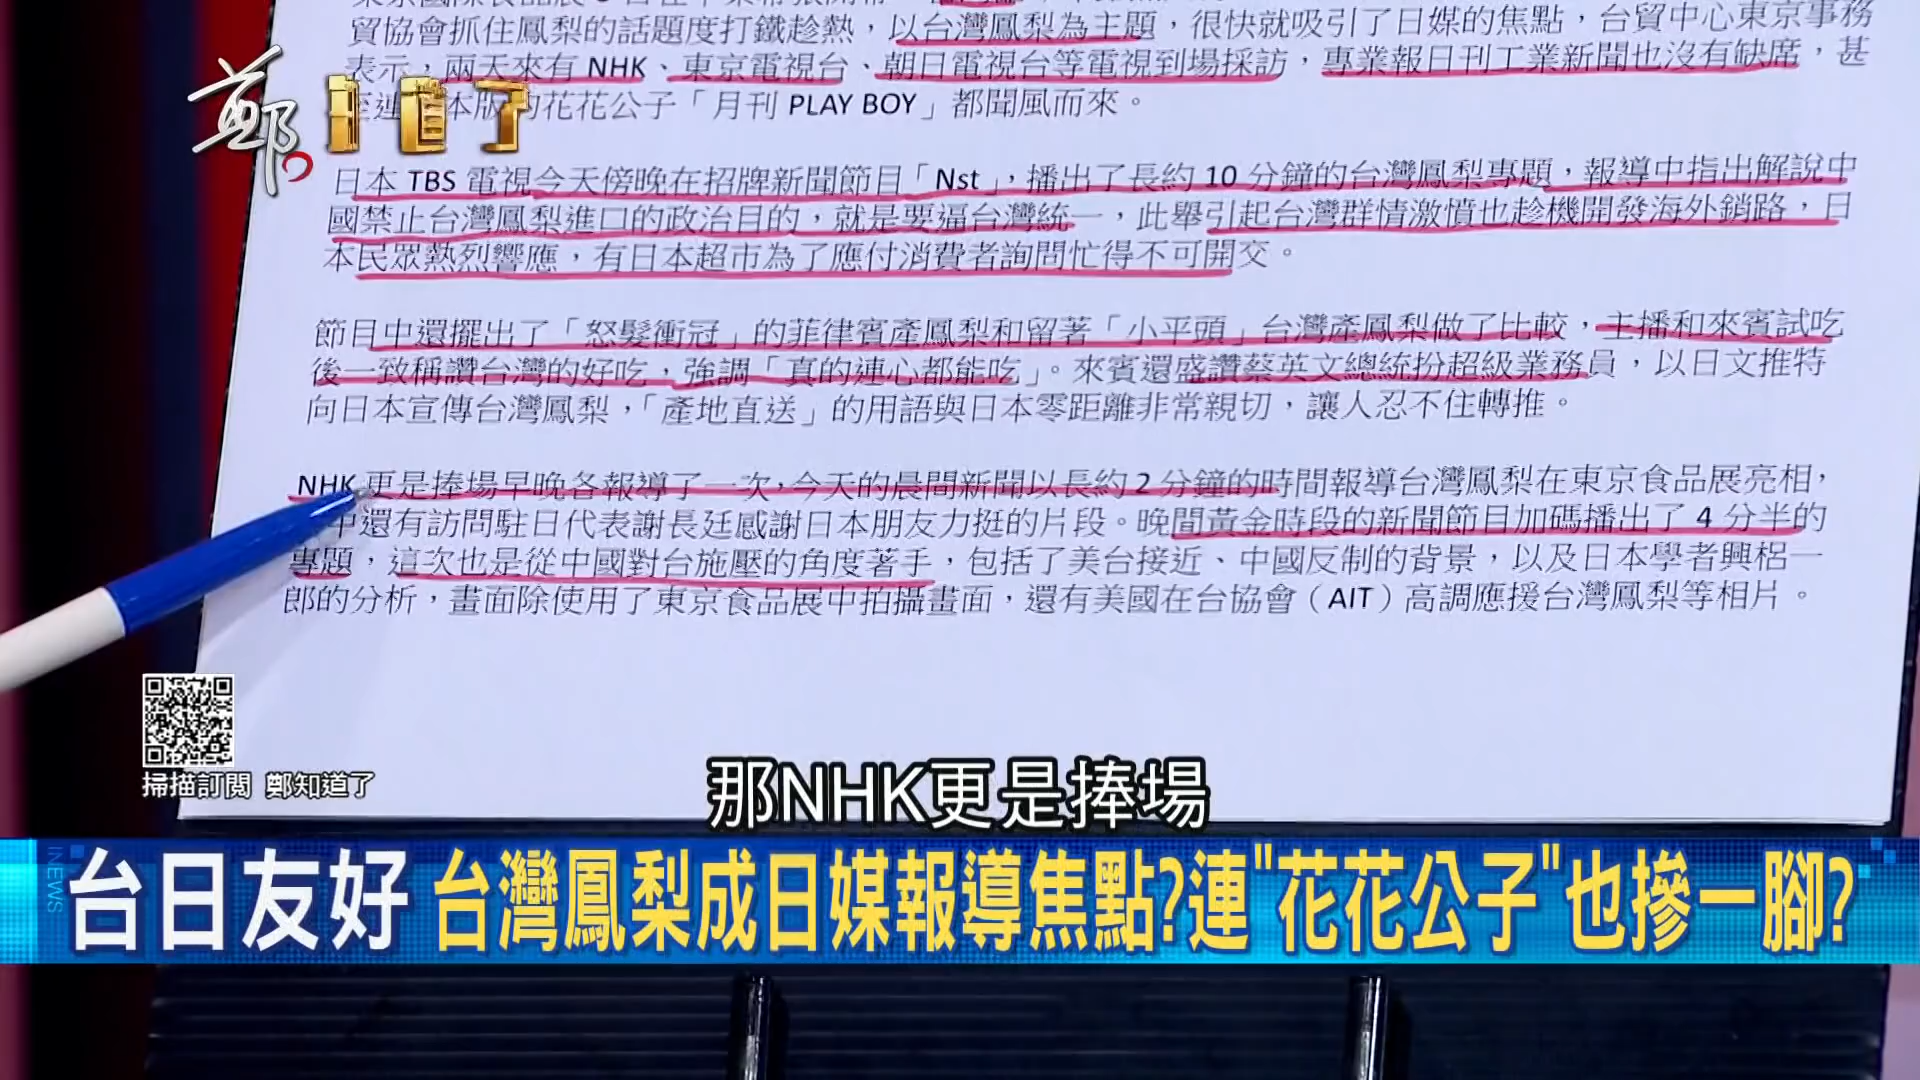 貿協會抓住鳳梨的話題度打鐵趁熱，以台灣鳳梨為主題，很快就吸引了日媒的焦點，台貿中心東京事務
表示，兩天來有 NHK、東京電視台、朝日電視台等電視到場採訪，專業報日刊工業新聞也沒有缺席，甚
至連日本版的花花公子「月刊 PLAY BOY」都聞風而來。
日本 TBS 電視今天傍晚在招牌新聞節目「Nst」，播出了長約 10 分鐘的台灣鳳梨專題，報導中指出解說中
國禁止台灣鳳梨進口的政治目的，就是要逼台灣統一，此舉引起台灣群情激憤也趁機開發海外銷路，日
本民眾熱烈響應，有日本超市為了應付消費者詢問忙得不可開交。
節目中還擺出了「怒髮衝冠」的菲律賓產鳳梨和留著「小平頭」台灣產鳳梨做了比較，主播和來賓試吃
後一致稱讚台灣的好吃，強調「真的連心都能吃」。來賓還盛讚蔡英文總統扮超級業務員，以日文推特
向日本宣傳台灣鳳梨，「產地直送」的用語與日本零距離非常親切，讓人忍不住轉推。
NHK 更是捧場早晚各報導了一次，今天的晨間新聞以長約 2 分鐘的時間報導台灣鳳梨在東京食品展亮相，
中還有訪問駐日代表謝長廷感謝日本朋友力挺的片段。晚間黃金時段的新聞節目加碼播出了 4 分半的
專題，這次也是從中國對台施壓的角度著手，包括了美台接近、中國反制的背景，以及日本學者興梠一
郎的分析，畫面除使用了東京食品展中拍攝畫面，還有美國在台協會（AIT）高調應援台灣鳳梨等相片。
鄭知道了
掃描訂閱 鄭知道了
那NHK更是捧場
iNEWS
台日友好 台灣鳳梨成日媒報導焦點?連"花花公子"也摻一腳?